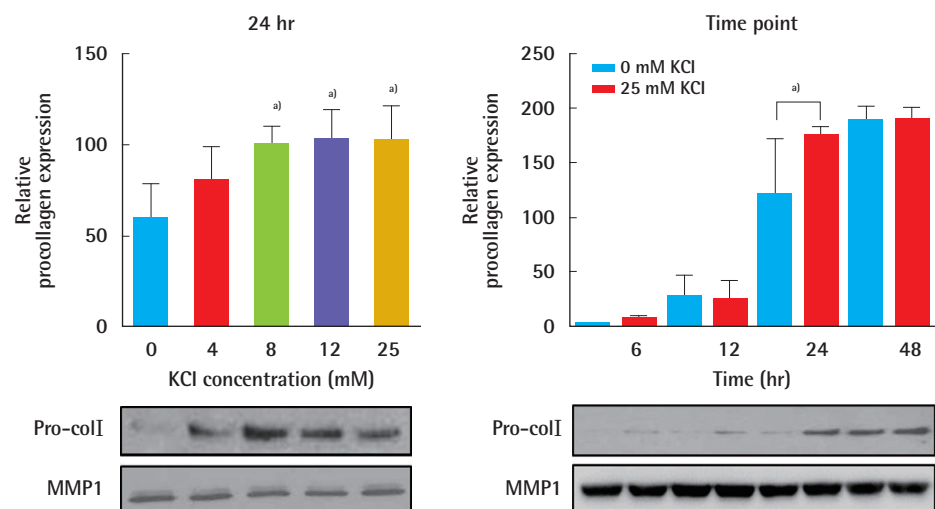 24 hr
Relative
procollagen expression
150
100
50
0
a)
a)
a)
0 4 8 12 25
KCl concentration (mM)
Pro-colI
MMP1
Time point
0 mM KCl
25 mM KCl
a)
Relative
procollagen expression
250
200
150
100
50
0
6 12 24 48
Time (hr)
Pro-colI
MMP1